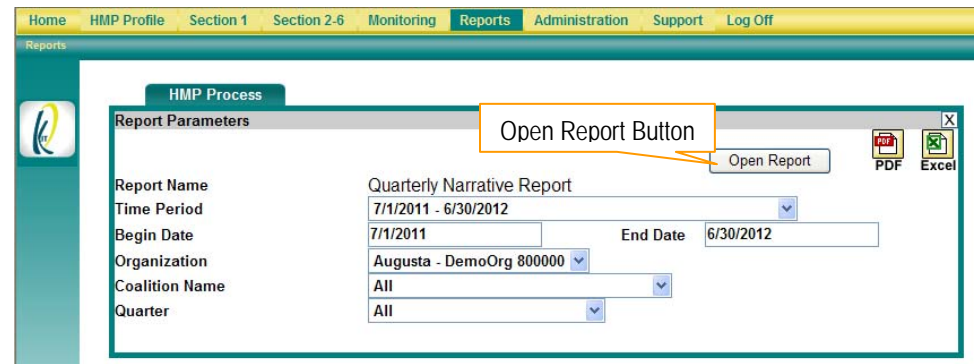 Home HMP Profile Section 1 Section 2-6 Monitoring Reports Administration Support Log Off
Reports
HMP Process
Report Parameters X
Open Report Button
Open Report PDF Excel
Report Name Quarterly Narrative Report
Time Period 7/1/2011 - 6/30/2012
Begin Date 7/1/2011 End Date 6/30/2012
Organization Augusta - DemoOrg 800000
Coalition Name All
Quarter All